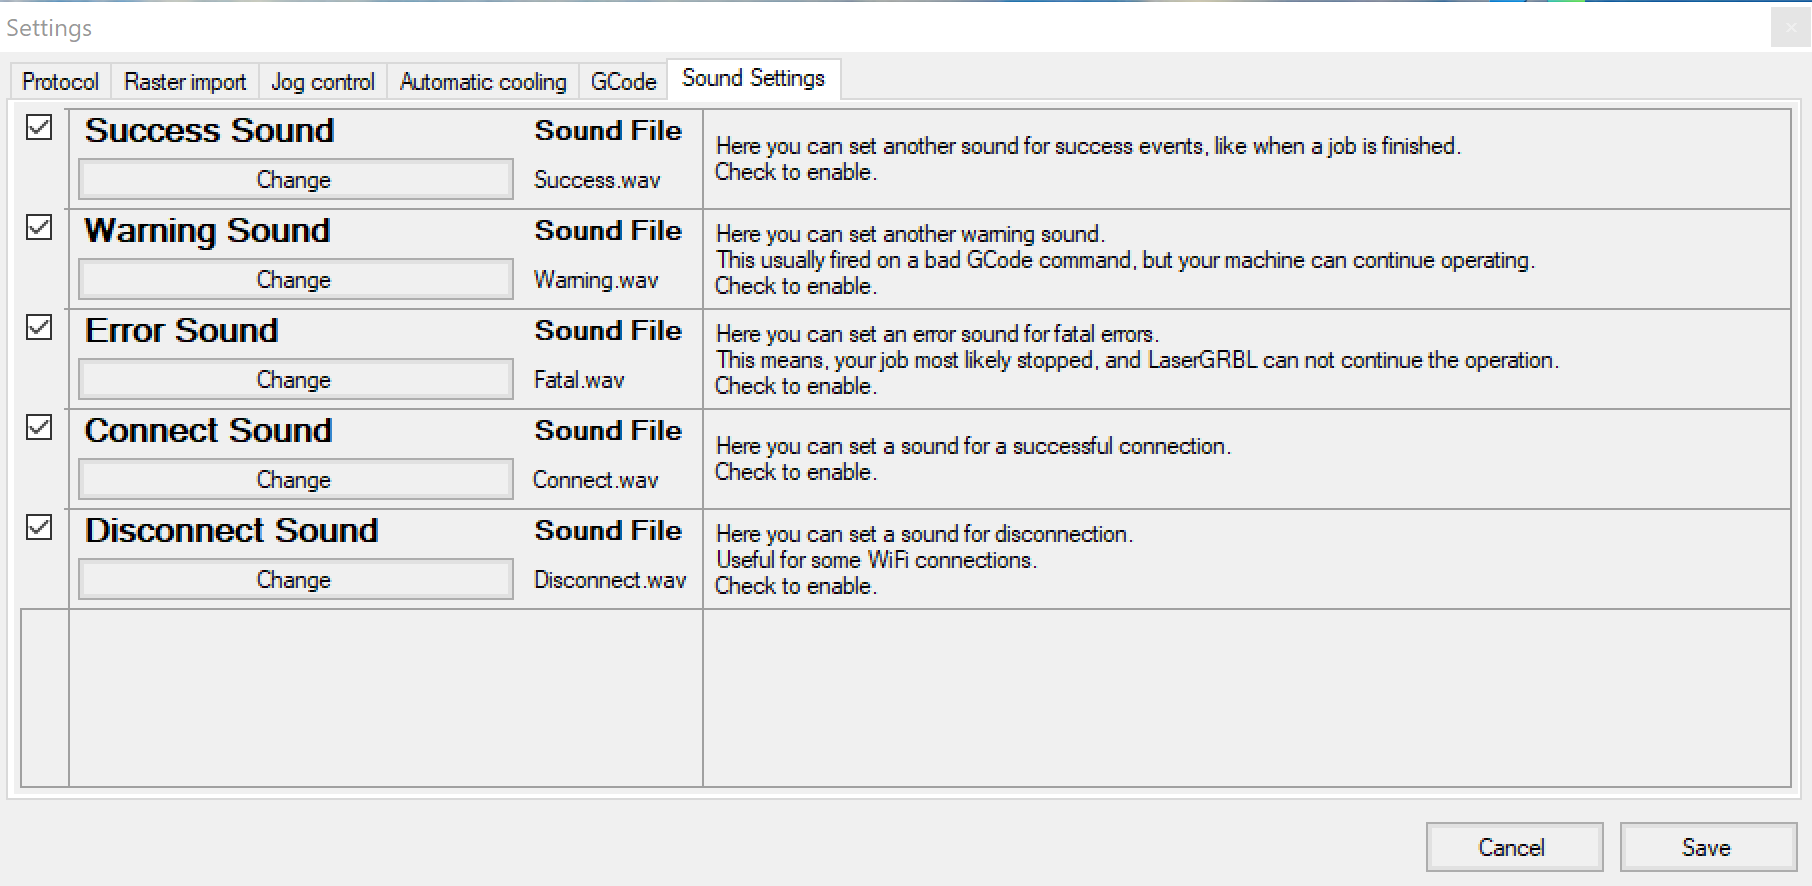 Settings
Protocol
Raster import
Jog control
Automatic cooling
GCode
Sound Settings
Success Sound
Sound File
Change
Success.wav
Here you can set another sound for success events, like when a job is finished.
Check to enable.
Warning Sound
Sound File
Change
Warning.wav
Here you can set another warning sound.
This usually fired on a bad GCode command, but your machine can continue operating.
Check to enable.
Error Sound
Sound File
Change
Fatal.wav
Here you can set an error sound for fatal errors.
This means, your job most likely stopped, and LaserGRBL can not continue the operation.
Check to enable.
Connect Sound
Sound File
Change
Connect.wav
Here you can set a sound for a successful connection.
Check to enable.
Disconnect Sound
Sound File
Change
Disconnect.wav
Here you can set a sound for disconnection.
Useful for some WiFi connections.
Check to enable.
Cancel
Save